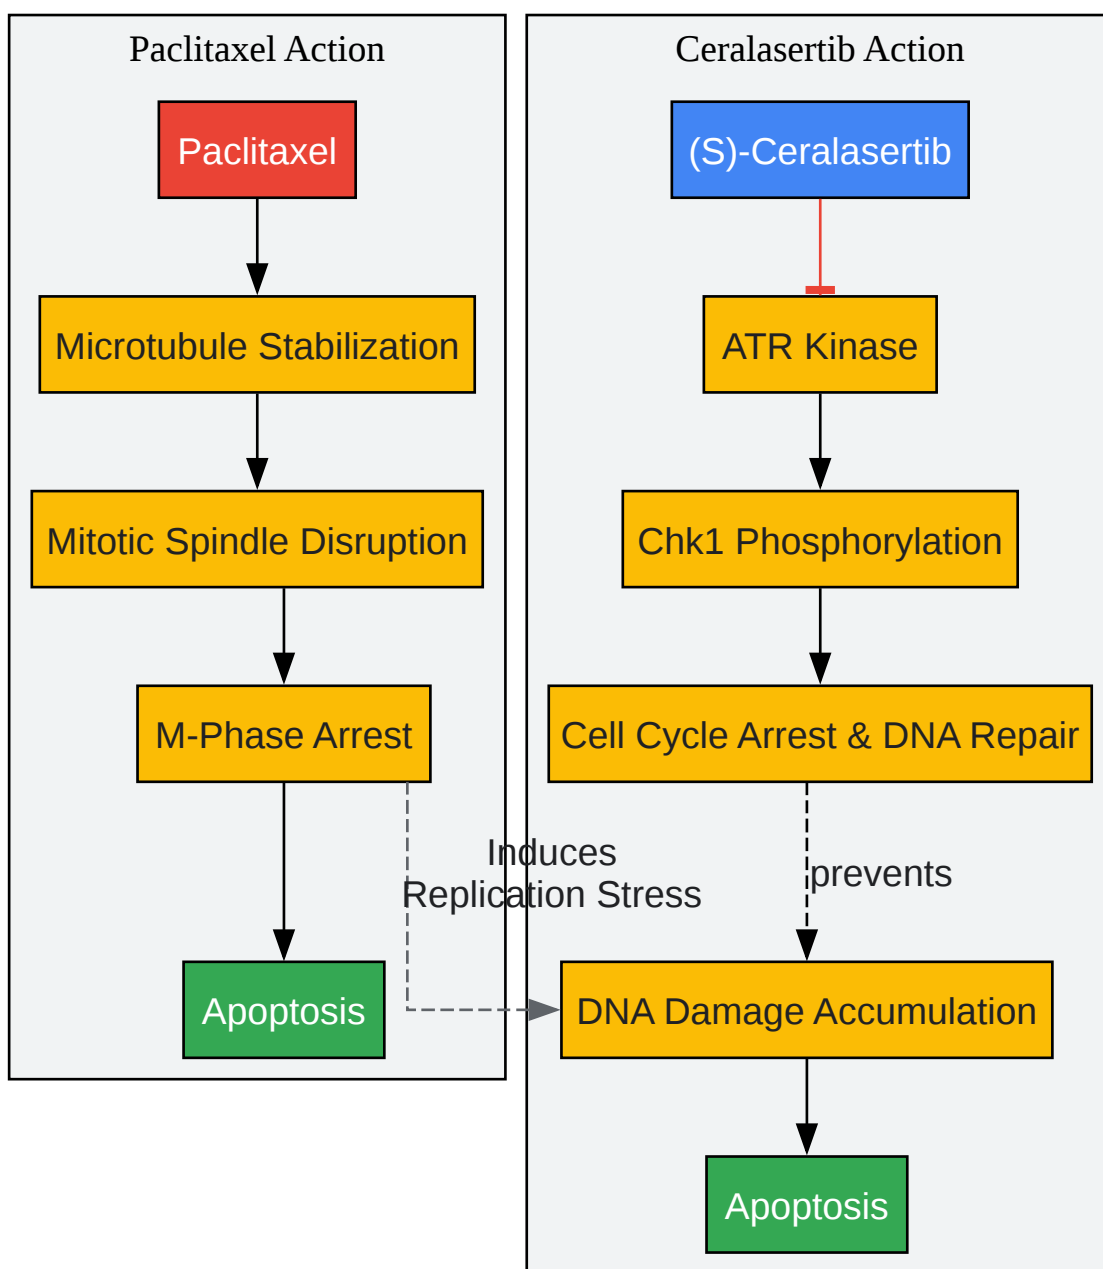 Paclitaxel Action
Paclitaxel
Microtubule Stabilization
Mitotic Spindle Disruption
M-Phase Arrest
Induces
Replication Stress
Apoptosis
Ceralasertib Action
(S)-Ceralasertib
ATR Kinase
Chk1 Phosphorylation
Cell Cycle Arrest & DNA Repair
prevents
DNA Damage Accumulation
Apoptosis